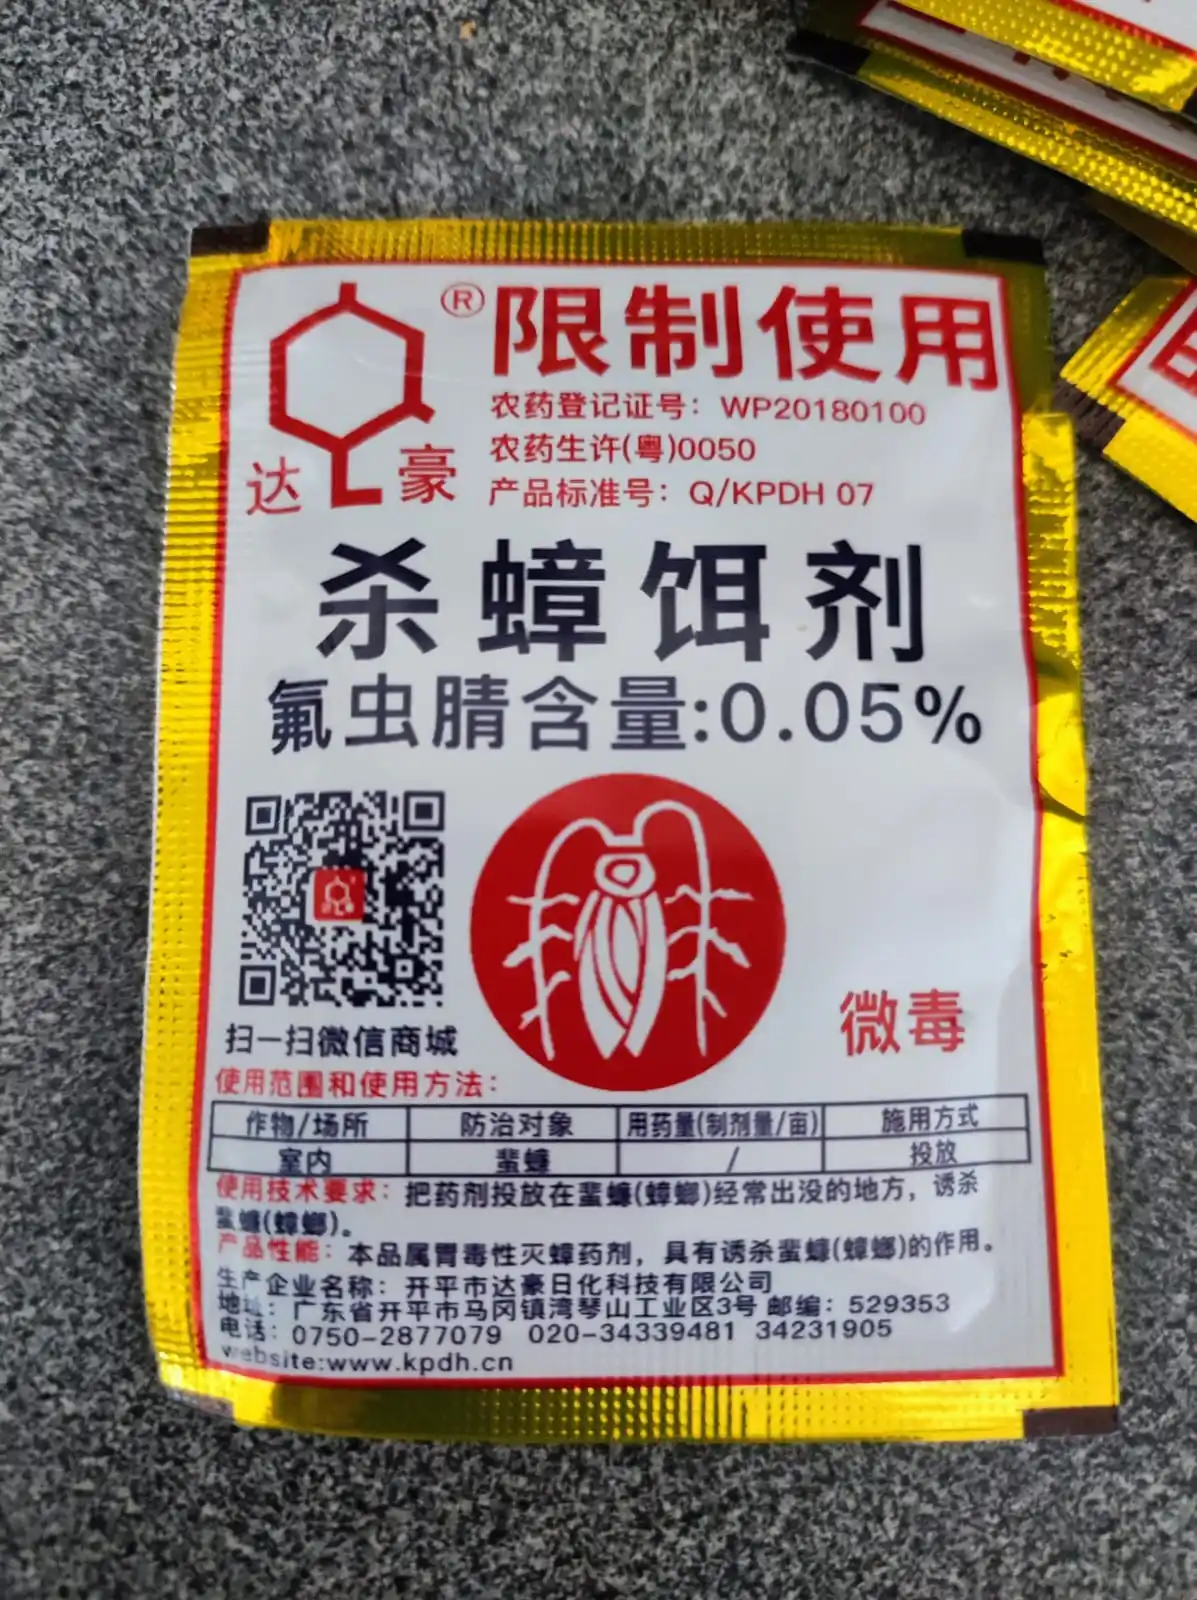 ®限制使用
达豪
农药登记证号：WP20180100
农药生许(粤)0050
产品标准号：Q/KPDH 07
杀蟑饵剂
氟虫腈含量:0.05%
微毒
扫一扫微信商城
使用范围和使用方法：
作物/场所 防治对象 用药量(制剂量/亩) 施用方式
室内 蜚蠊 / 投放
使用技术要求：把药剂投放在蜚蠊(蟑螂)经常出没的地方，诱杀
蜚蠊(蟑螂)。
产品性能：本品属胃毒性灭蟑药剂，具有诱杀蜚蠊(蟑螂)的作用。
生产企业名称：开平市达豪日化科技有限公司
地址：广东省开平市马冈镇湾琴山工业区3号 邮编：529353
电话：0750-2877079 020-34339481 34231905
website:www.kpdh.cn